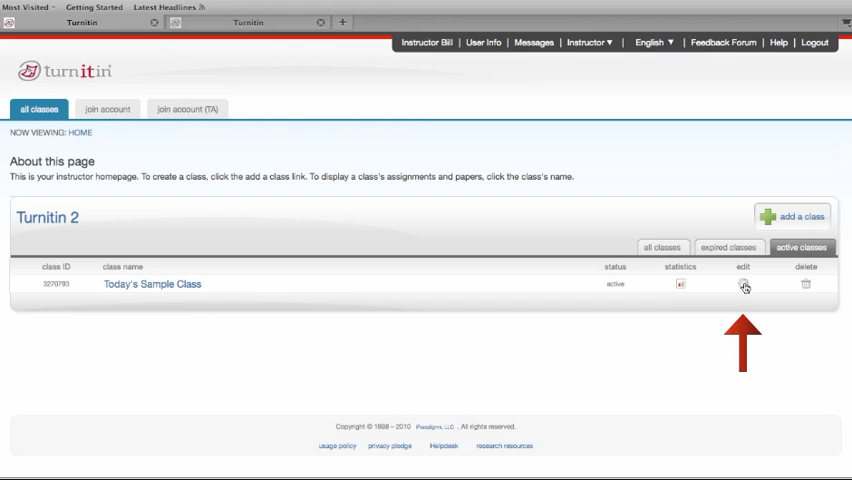 Most Visited Getting Started Latest Headlines
Turnitin Turnitin
Instructor Bill User Info Messages Instructor English Feedback Forum Help Logout
turnitin
all classes join account join account (TA)
NOW VIEWING: HOME
About this page
This is your instructor homepage. To create a class, click the add a class link. To display a class's assignments and papers, click the class's name.
Turnitin 2
add a class
all classes expired classes active classes
class ID class name status statistics edit delete
3270793 Today's Sample Class active
Copyright © 1998 – 2010 iParadigms, LLC. All rights reserved.
usage policy privacy pledge Helpdesk research resources